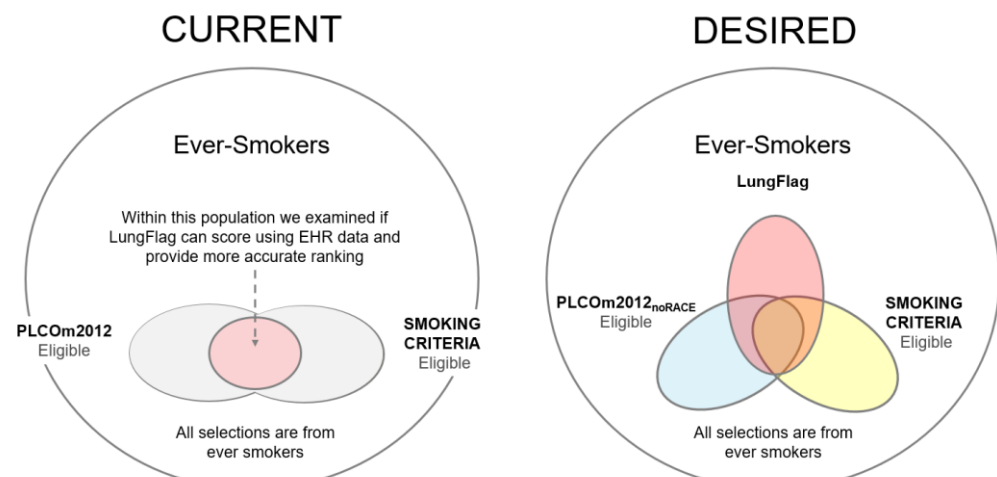 CURRENT
Ever-Smokers
Within this population we examined if
LungFlag can score using EHR data and
provide more accurate ranking
PLCOm2012
Eligible
SMOKING
CRITERIA
Eligible
All selections are from
ever smokers
DESIRED
Ever-Smokers
LungFlag
PLCOm2012noRACE
Eligible
SMOKING
CRITERIA
Eligible
All selections are from
ever smokers